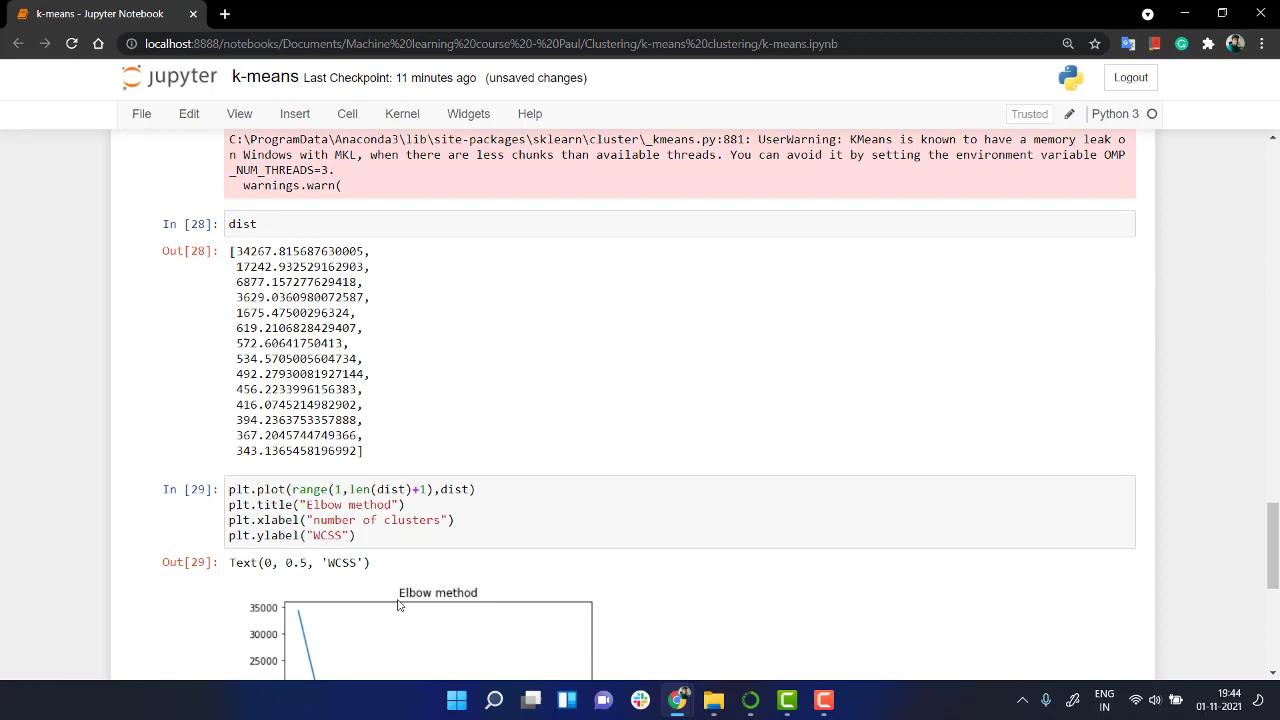 k-means - Jupyter Notebook
localhost:8888/notebooks/Documents/Machine%20learning%20course%20-%20Paul/Clustering/k-means%20clustering/k-means.ipynb
jupyter k-means Last Checkpoint: 11 minutes ago (unsaved changes) Logout
File Edit View Insert Cell Kernel Widgets Help Trusted Python 3
C:\ProgramData\Anaconda3\lib\site-packages\sklearn\cluster\_kmeans.py:881: UserWarning: KMeans is known to have a memory leak o
n Windows with MKL, when there are less chunks than available threads. You can avoid it by setting the environment variable OMP
_NUM_THREADS=3.
warnings.warn(
In [28]: dist
Out[28]: [34267.815687630005,
17242.932529162903,
6877.157277629418,
3629.0360980072587,
1675.47500296324,
619.2106828429407,
572.60641750413,
534.5705005604734,
492.27930081927144,
456.2233996156383,
416.0745214982902,
394.2363753357888,
367.2045744749366,
343.1365458196992]
In [29]: plt.plot(range(1,len(dist)+1),dist)
plt.title("Elbow method")
plt.xlabel("number of clusters")
plt.ylabel("WCSS")
Out[29]: Text(0, 0.5, 'WCSS')
Elbow method
35000
30000
25000
ENG
IN
19:44
01-11-2021